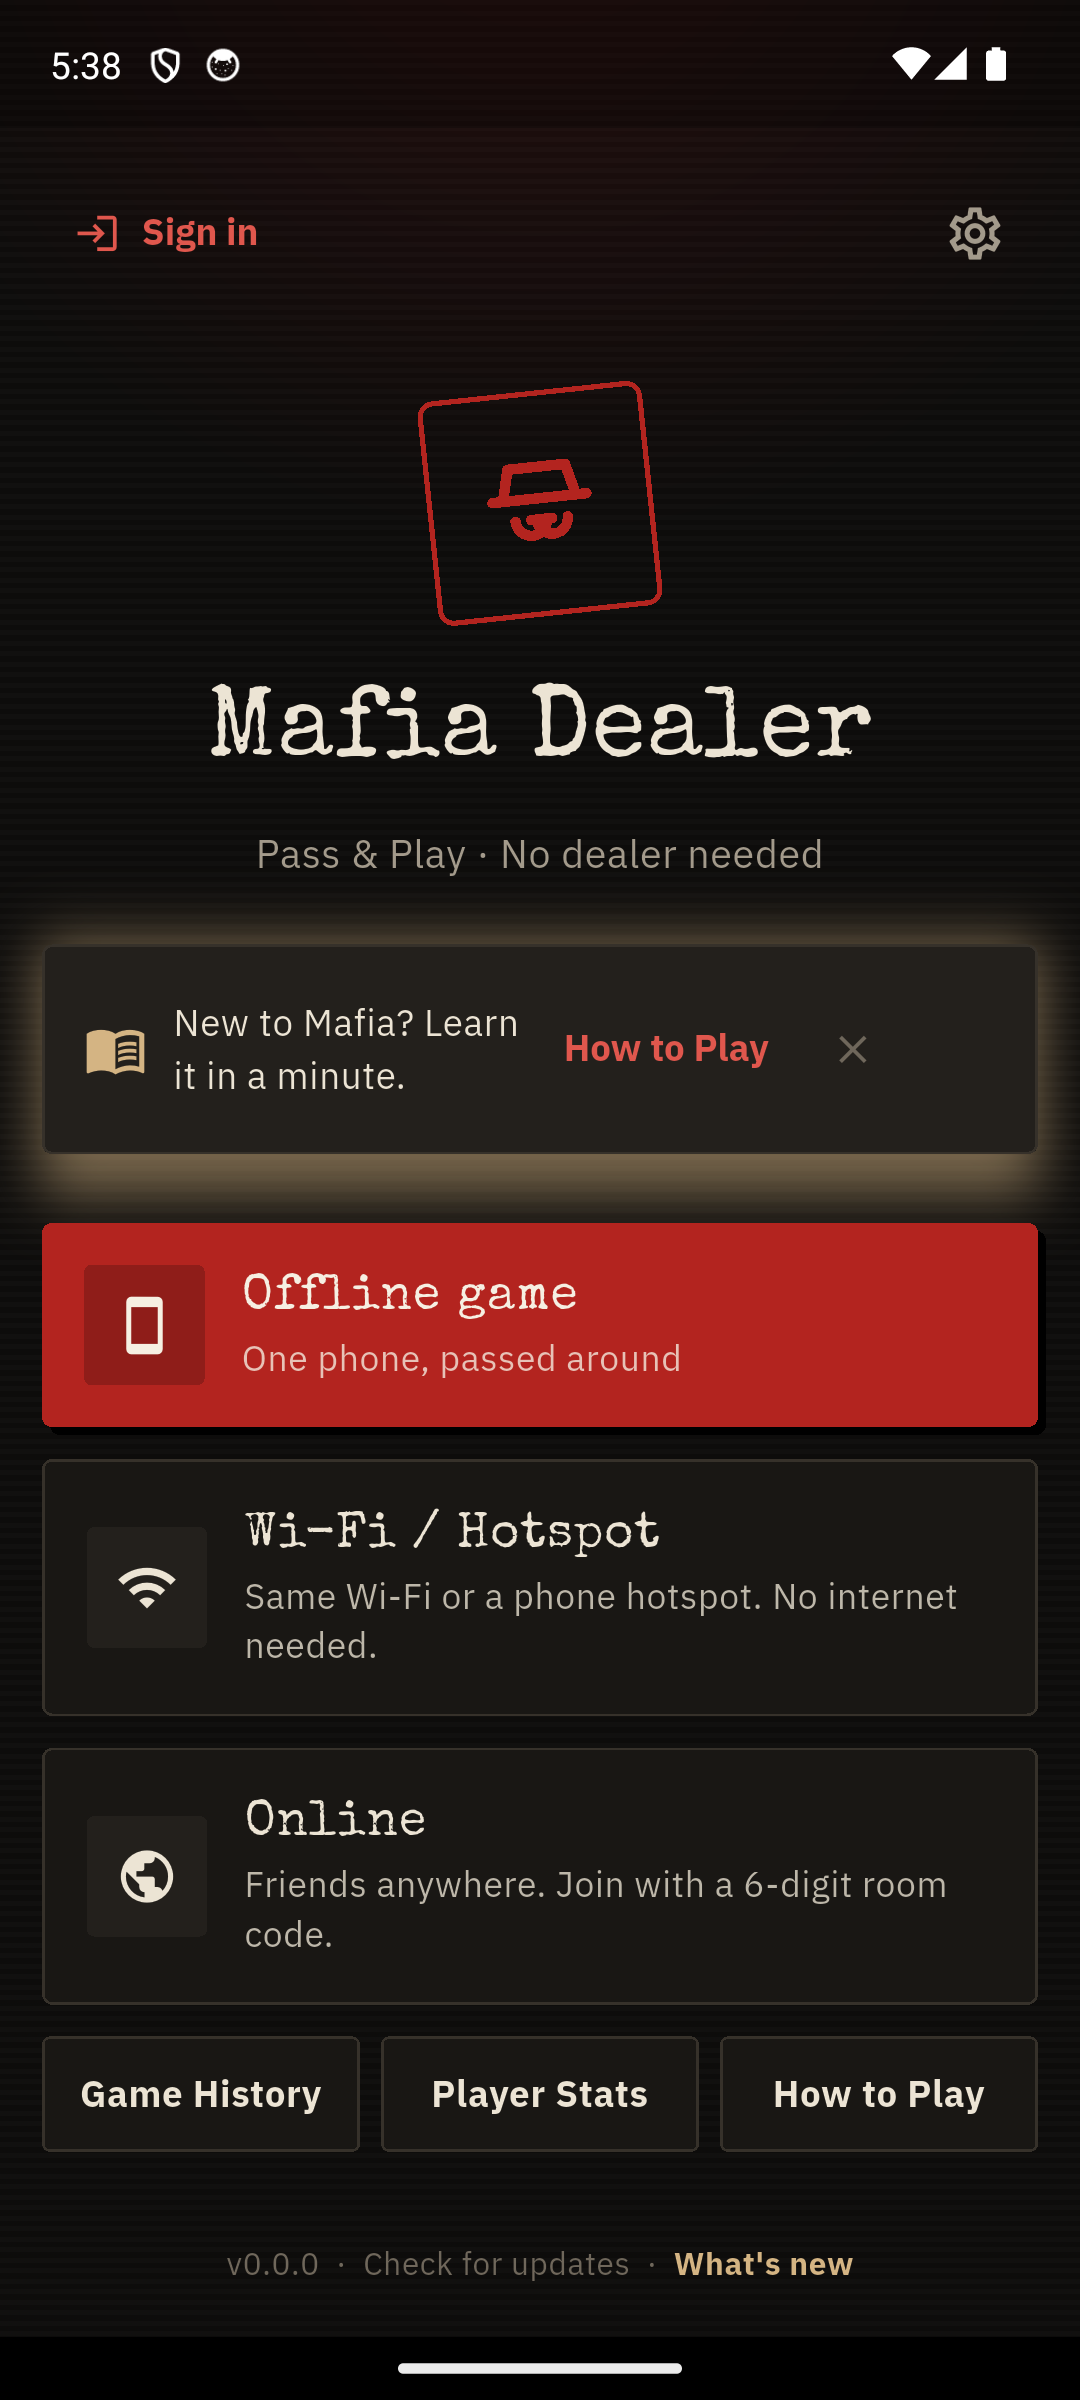 5:38
Sign in
Mafia Dealer
Pass & Play · No dealer needed
New to Mafia? Learn
it in a minute.
How to Play
Offline game
One phone, passed around
Wi-Fi / Hotspot
Same Wi-Fi or a phone hotspot. No internet
needed.
Online
Friends anywhere. Join with a 6-digit room
code.
Game History
Player Stats
How to Play
v0.0.0 · Check for updates · What's new